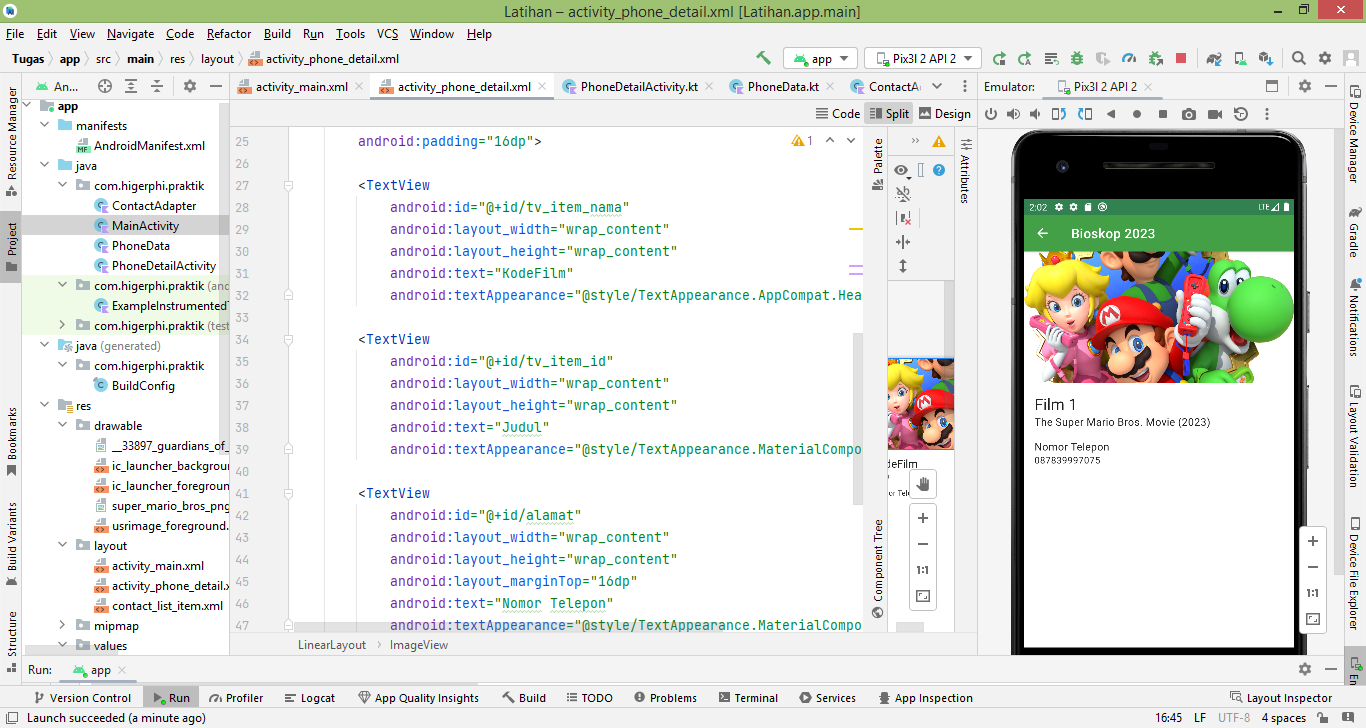 Latihan – activity_phone_detail.xml [Latihan.app.main]
File Edit View Navigate Code Refactor Build Run Tools VCS Window Help
Tugas app src main res layout activity_phone_detail.xml
app Pix3l 2 API 2
An...
activity_main.xml activity_phone_detail.xml PhoneDetailActivity.kt PhoneData.kt ContactA
Emulator: Pix3l 2 API 2
Code Split Design
Resource Manager
Project
Bookmarks
Build Variants
Structure
app
manifests
AndroidManifest.xml
java
com.higerphi.praktik
ContactAdapter
MainActivity
PhoneData
PhoneDetailActivity
com.higerphi.praktik (and
ExampleInstrumentedT
com.higerphi.praktik (test
java (generated)
com.higerphi.praktik
BuildConfig
res
drawable
__33897_guardians_of_
ic_launcher_backgroun
ic_launcher_foregroun
super_mario_bros_png
usrimage_foreground.
layout
activity_main.xml
activity_phone_detail.x
contact_list_item.xml
mipmap
values
25 android:padding="16dp">
1
26
27 <TextView
28 android:id="@+id/tv_item_nama"
29 android:layout_width="wrap_content"
30 android:layout_height="wrap_content"
31 android:text="KodeFilm"
32 android:textAppearance="@style/TextAppearance.AppCompat.Hea
33
34 <TextView
35 android:id="@+id/tv_item_id"
36 android:layout_width="wrap_content"
37 android:layout_height="wrap_content"
38 android:text="Judul"
39 android:textAppearance="@style/TextAppearance.MaterialCompo
40
41 <TextView
42 android:id="@+id/alamat"
43 android:layout_width="wrap_content"
44 android:layout_height="wrap_content"
45 android:layout_marginTop="16dp"
46 android:text="Nomor Telepon"
47 android:textAppearance="@style/TextAppearance.MaterialCompo
LinearLayout ImageView
Palette
Component Tree
Attributes
deFilm
or Tele
1:1
2:02 LTE
Bioskop 2023
M
Film 1
The Super Mario Bros. Movie (2023)
Nomor Telepon
087839997075
1:1
Device Manager
Gradle
Notifications
Layout Validation
Device File Explorer
Run: app
Version Control Run Profiler Logcat App Quality Insights Build TODO Problems Terminal Services App Inspection Layout Inspector
Launch succeeded (a minute ago) 16:45 LF UTF-8 4 spaces